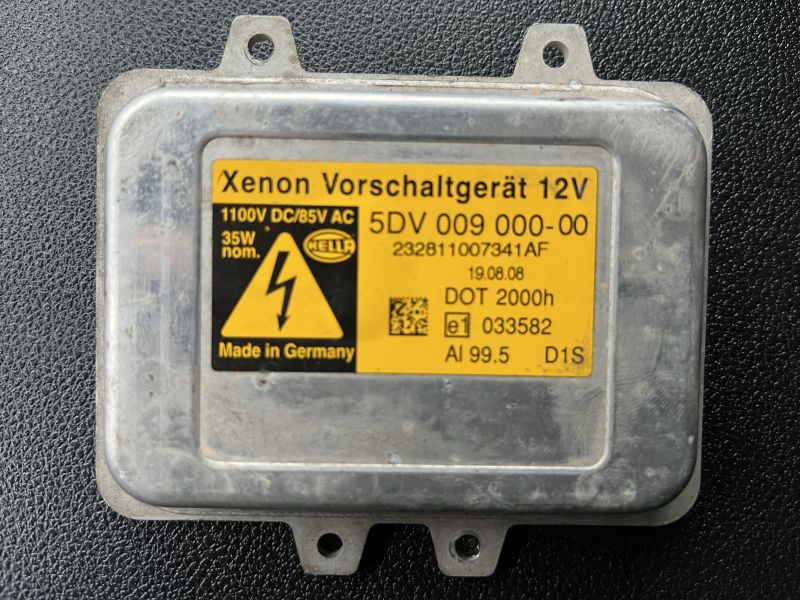 Xenon Vorschaltgerät 12V
1100V DC/85V AC
35W
nom.
HELLA
Made in Germany
5DV 009 000-00
232811007341AF
19.08.08
DOT 2000h
e1 033582
Al 99.5 D1S